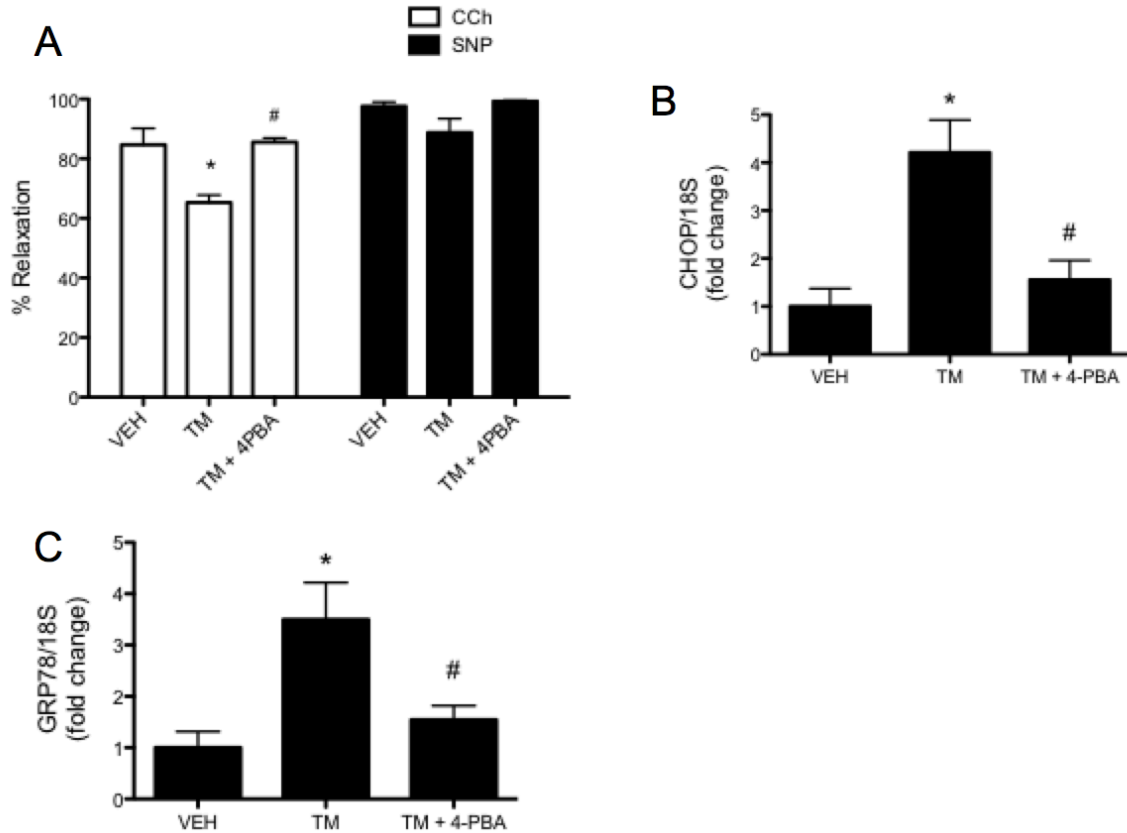 CCh
SNP
A
% Relaxation
100
80
60
40
20
0
*
#
VEH
TM
TM + 4PBA
VEH
TM
TM + 4PBA
B
CHOP/18S
(fold change)
5
4
3
2
1
0
*
#
VEH
TM
TM + 4-PBA
C
GRP78/18S
(fold change)
5
4
3
2
1
0
*
#
VEH
TM
TM + 4-PBA